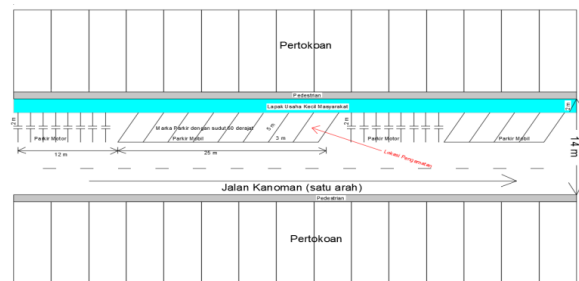 Pertokoan
Pedestrian
Lapak Usaha Kecil Masyarakat
2 m
2 m
Marka Parkir dengan sudut 60 derajat
5 m
Parkir Motor
Parkir Mobil
3 m
Parkir Motor
Parkir Mobil
12 m
25 m
Lokasi Pengamatan
14 m
Jalan Kanoman (satu arah)
Pedestrian
Pertokoan